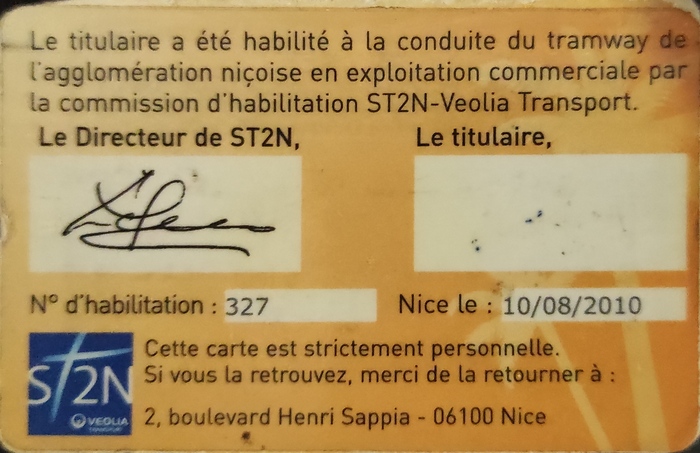 Le titulaire a été habilité à la conduite du tramway de
l'agglomération niçoise en exploitation commerciale par
la commission d'habilitation ST2N-Veolia Transport.
Le Directeur de ST2N, Le titulaire,
N° d'habilitation : 327 Nice le : 10/08/2010
Cette carte est strictement personnelle.
Si vous la retrouvez, merci de la retourner à :
ST2N
VEOLIA
TRANSPORT
2, boulevard Henri Sappia - 06100 Nice